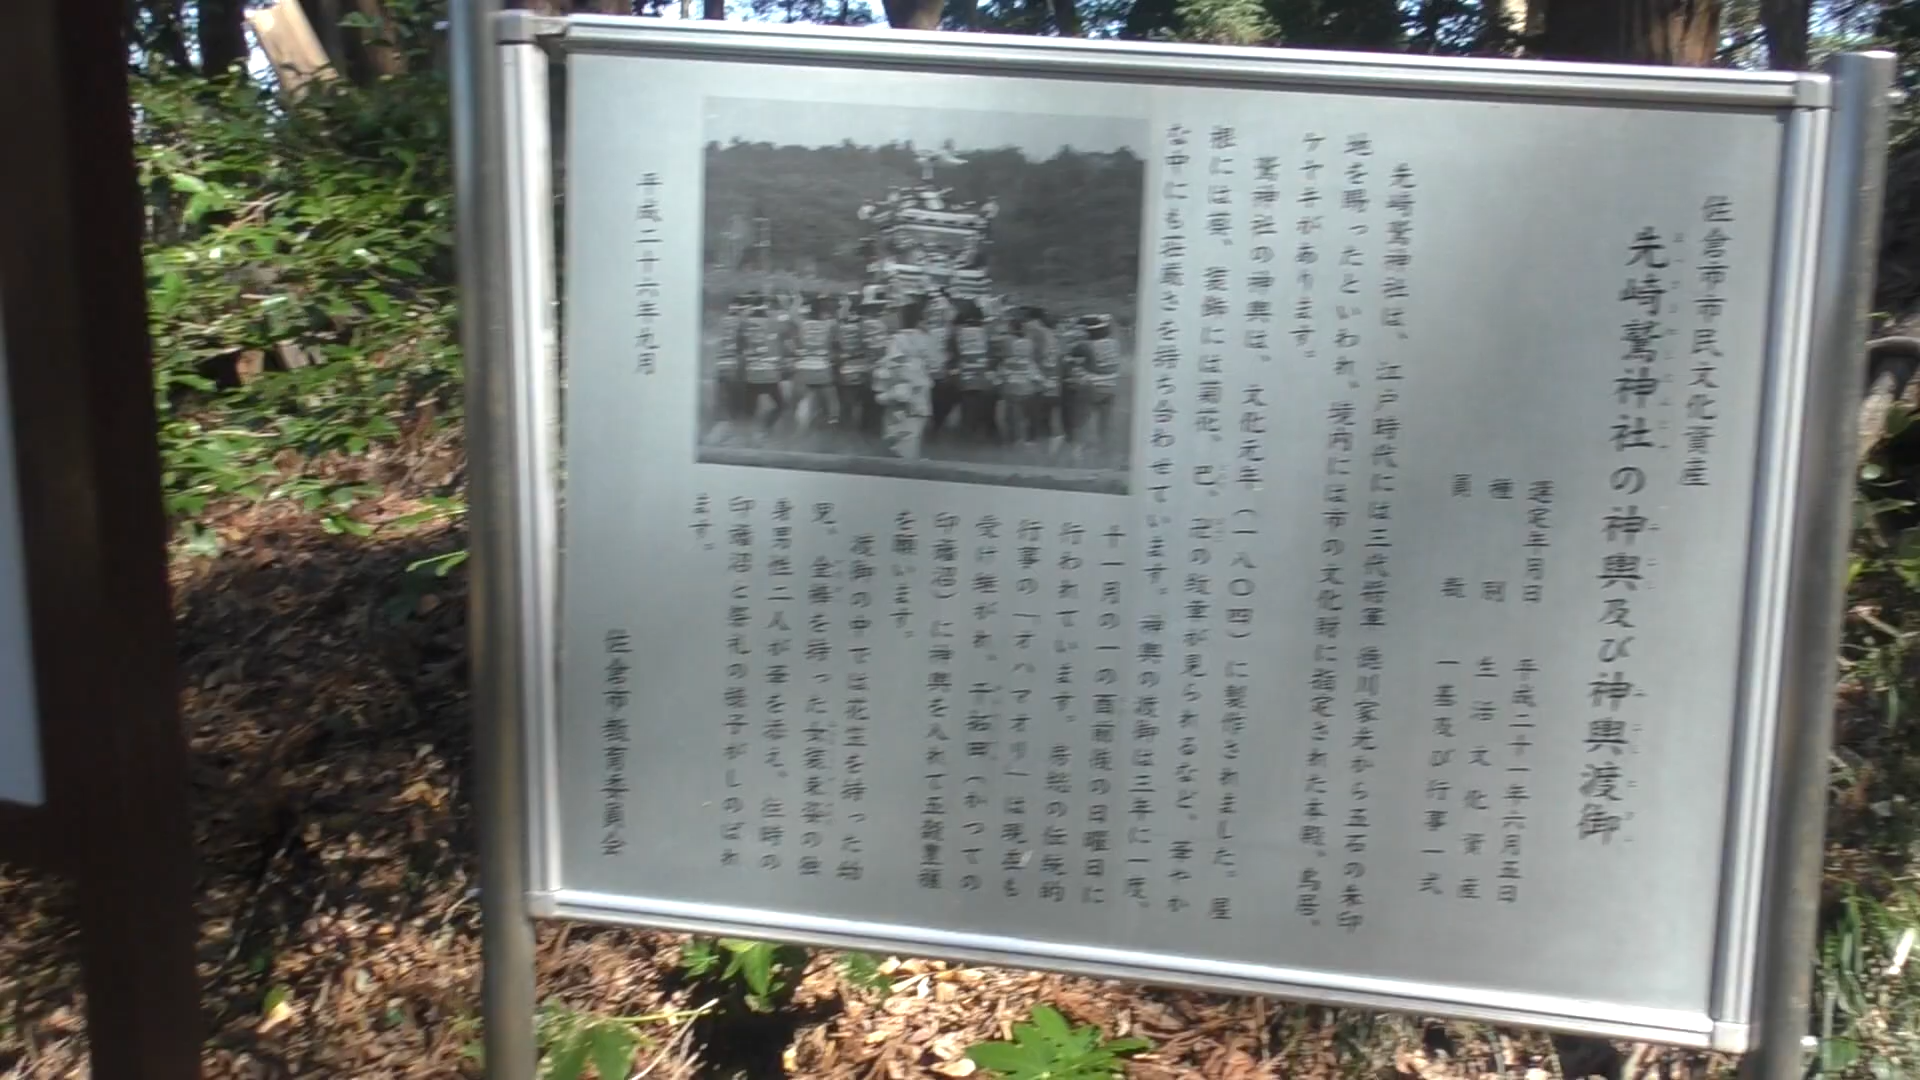 佐倉市市民文化資産
先崎鷲神社の神輿及び神輿渡御
選定年月日 平成二十一年六月五日
種別 生活文化資産
員数 一基及び行事一式
先崎鷲神社は、江戸時代には三代将軍 徳川家光から五石の朱印
地を賜ったといわれ、境内には市の文化財に指定された本殿、鳥居、
ケヤキがあります。
鷲神社の神輿は、文化元年（一八〇四）に製作されました。屋
根には葵、装飾には菊花、巴、卍の紋章が見られるなど、華やか
な中にも荘厳さを持ち合わせています。神輿の渡御は三年に一度、
十一月の一の酉前後の日曜日に
行われています。昂結の伝統的
行事の「オハマオリ」は現在も
受け継がれ、干拓田（かつての
印旛沼）に神輿を入れて五穀豊穣
を願います。
渡御の中では花笠を持った幼
児、金棒を持った女装束姿の独
身男性二人が華を添え、往時の
印旛沼と祭礼の様子がしのばれ
ます。
平成二十六年九月
佐倉市教育委員会